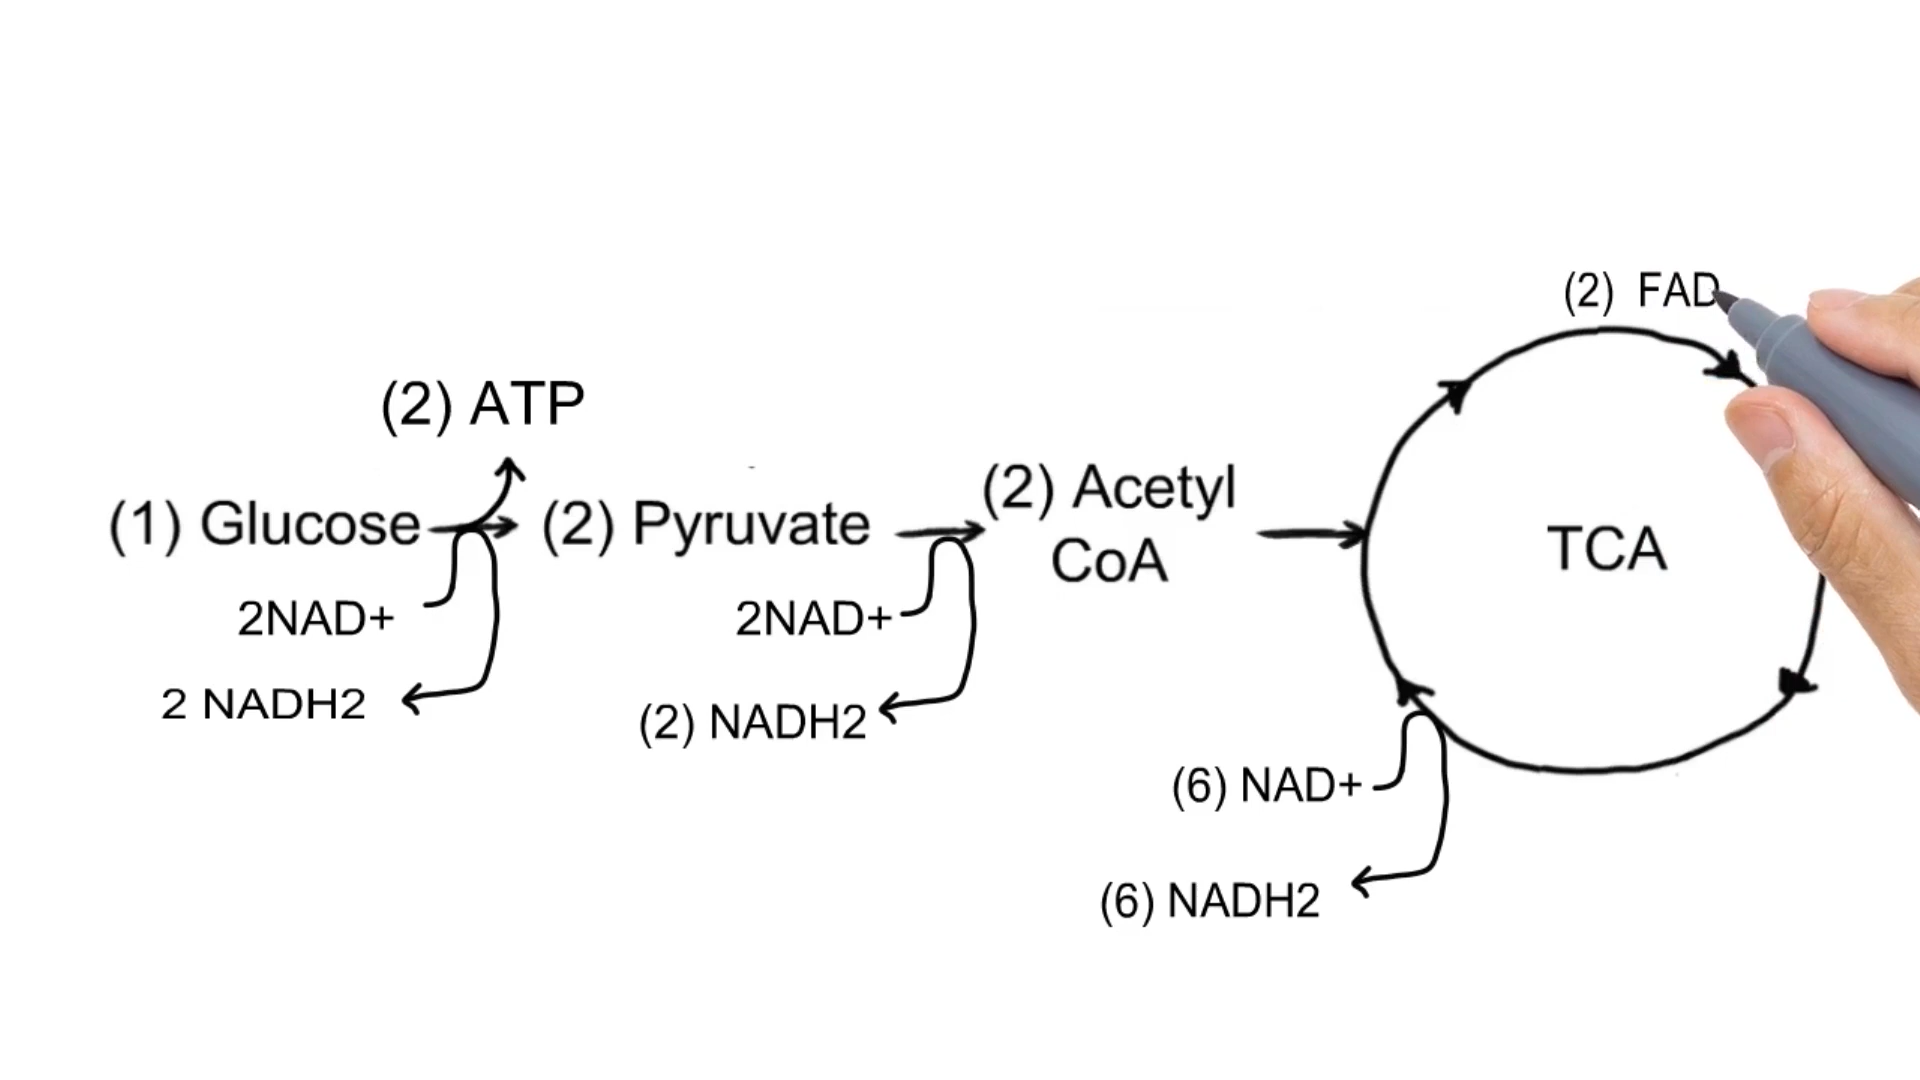 (2) FAD
(2) ATP
(1) Glucose
(2) Pyruvate
(2) Acetyl
CoA
TCA
2NAD+
2 NADH2
2NAD+
(2) NADH2
(6) NAD+
(6) NADH2